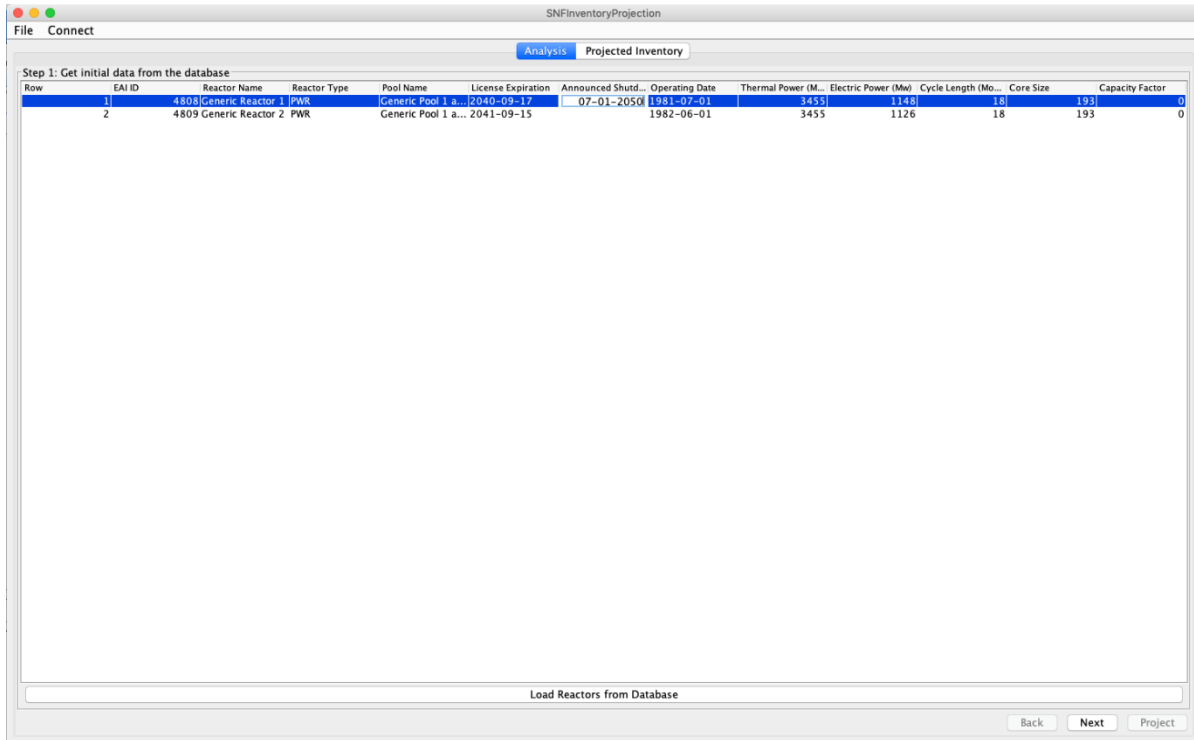 SNFInventoryProjection
File Connect
Analysis Projected Inventory
Step 1: Get initial data from the database
Row EAI ID Reactor Name Reactor Type Pool Name License Expiration Announced Shutd... Operating Date Thermal Power (M... Electric Power (Mw) Cycle Length (Mo... Core Size Capacity Factor
1 4808 Generic Reactor 1 PWR Generic Pool 1 a... 2040-09-17 07-01-2050 1981-07-01 3455 1148 18 193 0
2 4809 Generic Reactor 2 PWR Generic Pool 1 a... 2041-09-15 1982-06-01 3455 1126 18 193 0
Load Reactors from Database
Back Next Project